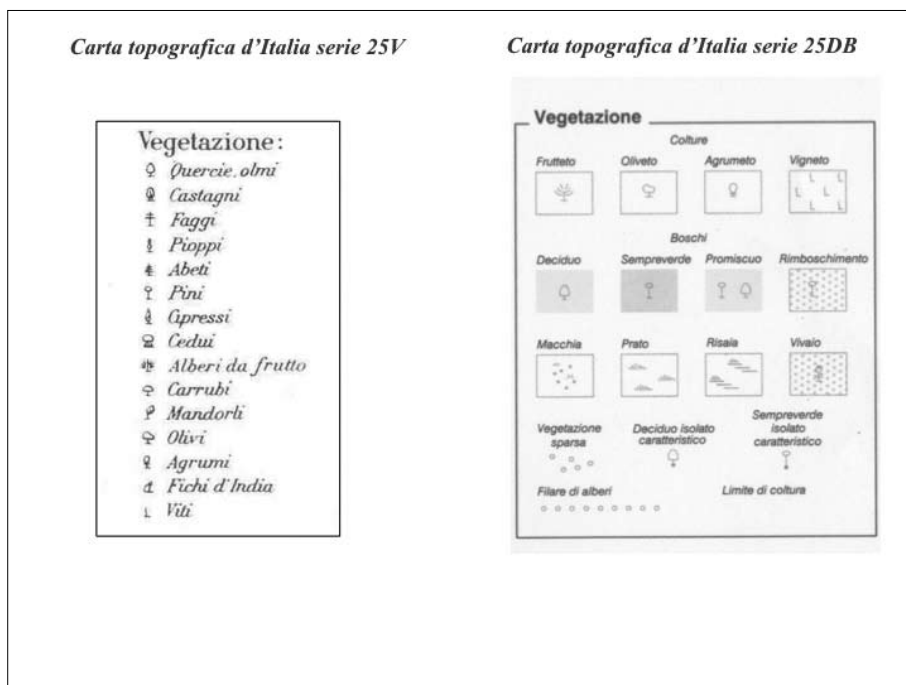 Carta topografica d'Italia serie 25V
Vegetazione:
Quercie, olmi
Castagni
Faggi
Pioppi
Abeti
Pini
Cipressi
Cedui
Alberi da frutto
Carrubi
Mandorli
Olivi
Agrumi
Fichi d'India
Viti
Carta topografica d'Italia serie 25DB
Vegetazione
Colture
Frutteto Oliveto Agrumeto Vigneto
Boschi
Deciduo Sempreverde Promiscuo Rimboschimento
Macchia Prato Risaia Vivaio
Vegetazione
sparsa
Deciduo isolato
caratteristico
Sempreverde
isolato
caratteristico
Filare di alberi
Limite di coltura